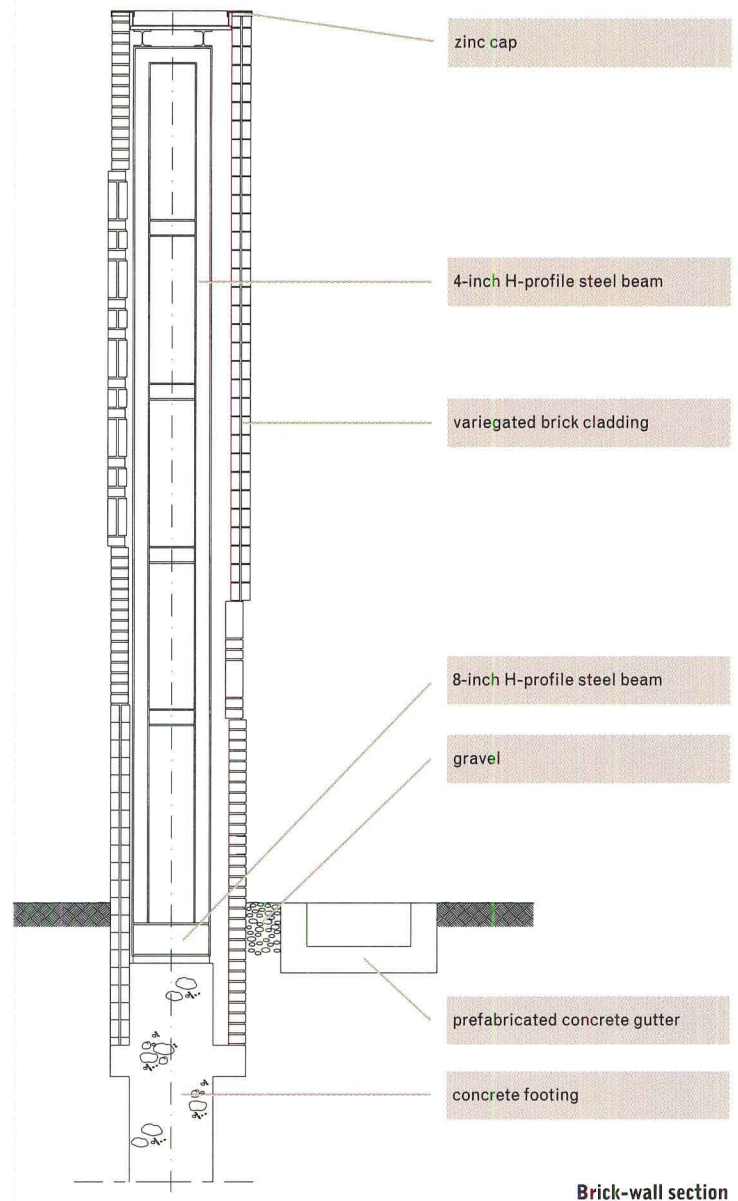 zinc cap
4-inch H-profile steel beam
variegated brick cladding
8-inch H-profile steel beam
gravel
prefabricated concrete gutter
concrete footing
Brick-wall section